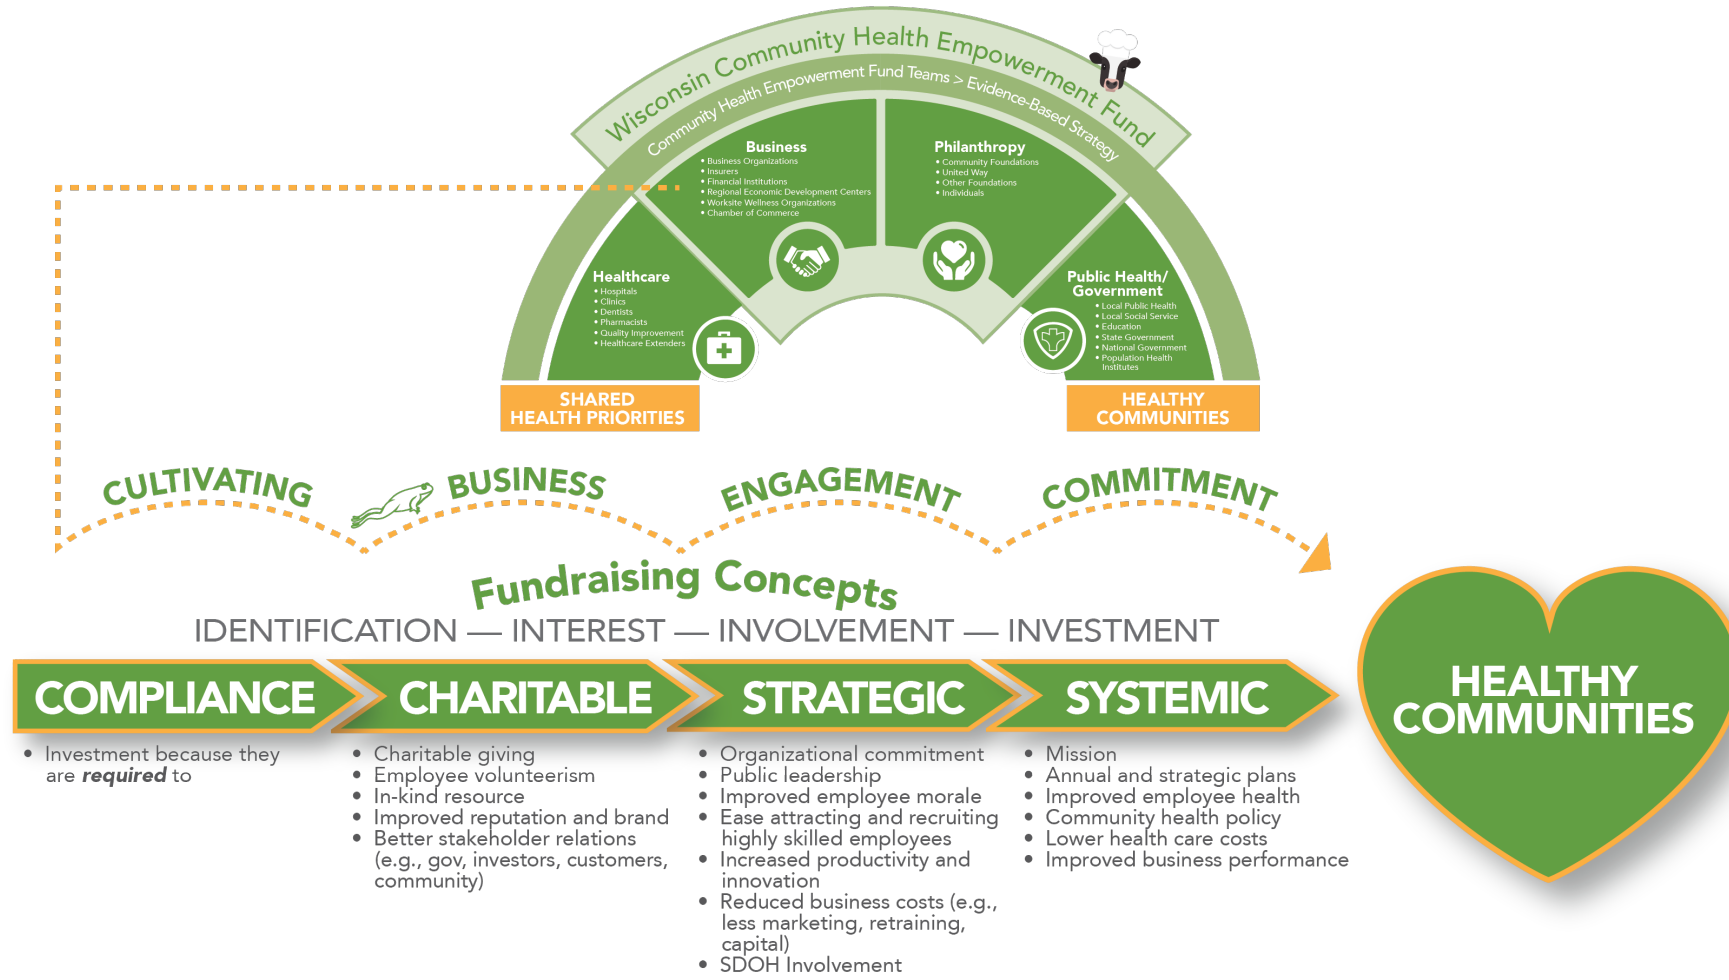 Wisconsin Community Health Empowerment Fund
Community Health Empowerment Fund Teams > Evidence-Based Strategy
Business
• Business Organizations
• Insurers
• Financial Institutions
• Regional Economic Development Centers
• Worksite Wellness Organizations
• Chamber of Commerce
Philanthropy
• Community Foundations
• United Way
• Other Foundations
• Individuals
Healthcare
• Hospitals
• Clinics
• Dentists
• Pharmacists
• Quality Improvement
• Healthcare Extenders
Public Health/
Government
• Local Public Health
• Local Social Service
• Education
• State Government
• National Government
• Population Health
Institutes
SHARED
HEALTH PRIORITIES
HEALTHY
COMMUNITIES
CULTIVATING BUSINESS ENGAGEMENT COMMITMENT
Fundraising Concepts
IDENTIFICATION — INTEREST — INVOLVEMENT — INVESTMENT
COMPLIANCE
• Investment because they
are required to
CHARITABLE
• Charitable giving
• Employee volunteerism
• In-kind resource
• Improved reputation and brand
• Better stakeholder relations
(e.g., gov, investors, customers,
community)
STRATEGIC
• Organizational commitment
• Public leadership
• Improved employee morale
• Ease attracting and recruiting
highly skilled employees
• Increased productivity and
innovation
• Reduced business costs (e.g.,
less marketing, retraining,
capital)
• SDOH Involvement
SYSTEMIC
• Mission
• Annual and strategic plans
• Improved employee health
• Community health policy
• Lower health care costs
• Improved business performance
HEALTHY
COMMUNITIES